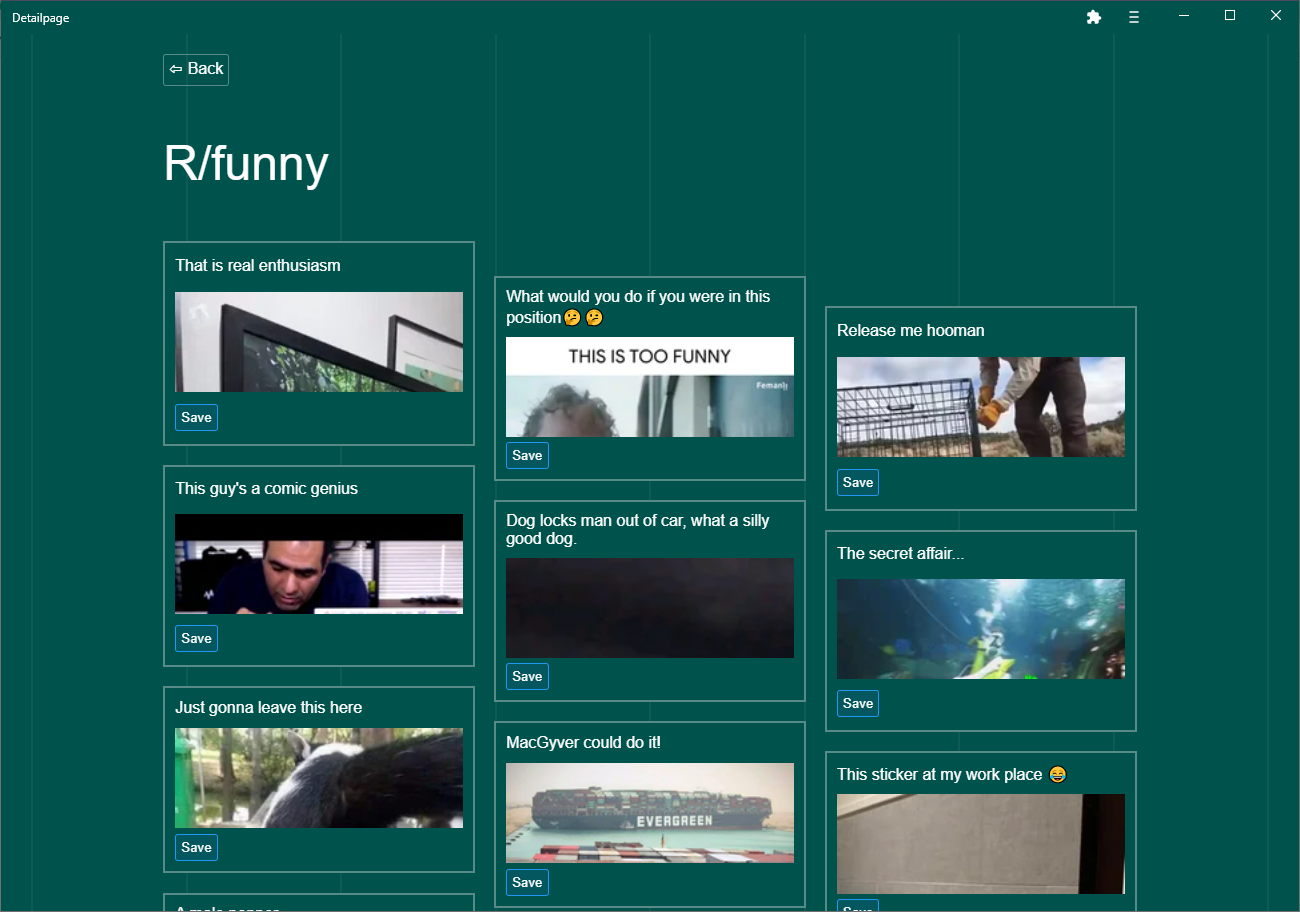 Detailpage
⇦ Back
R/funny
That is real enthusiasm
Save
This guy's a comic genius
Save
Just gonna leave this here
Save
What would you do if you were in this
position🤔 🤔
THIS IS TOO FUNNY
Save
Dog locks man out of car, what a silly
good dog.
Save
MacGyver could do it!
EVERGREEN
Save
Release me hooman
Save
The secret affair...
Save
This sticker at my work place 😂
Save